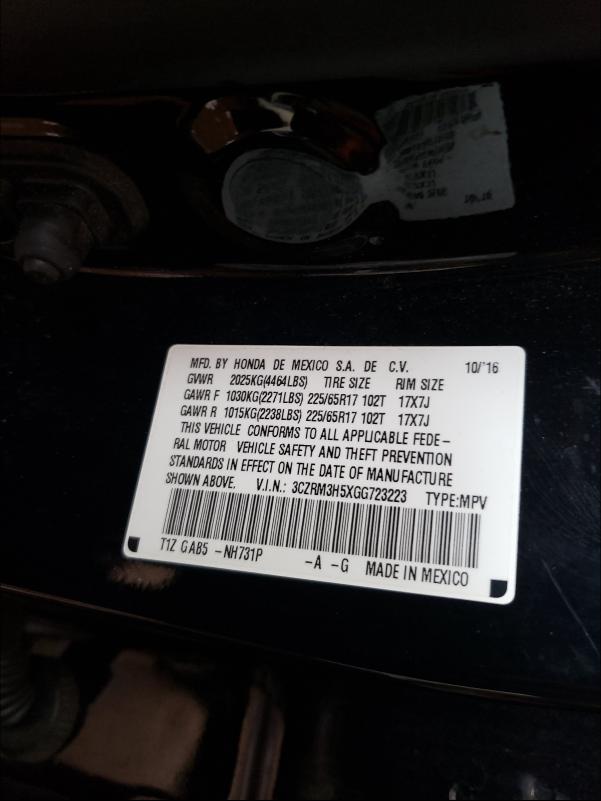 MFD. BY HONDA DE MEXICO S.A. DE C.V. 10/'16
GVWR 2025KG(4464LBS) TIRE SIZE RIM SIZE
GAWR F 1030KG(2271LBS) 225/65R17 102T 17X7J
GAWR R 1015KG(2238LBS) 225/65R17 102T 17X7J
THIS VEHICLE CONFORMS TO ALL APPLICABLE FEDE-
RAL MOTOR VEHICLE SAFETY AND THEFT PREVENTION
STANDARDS IN EFFECT ON THE DATE OF MANUFACTURE
SHOWN ABOVE. V.I.N.: 3CZRM3H5XGG723223 TYPE:MPV
T1Z GAB5 -NH731P -A -G MADE IN MEXICO